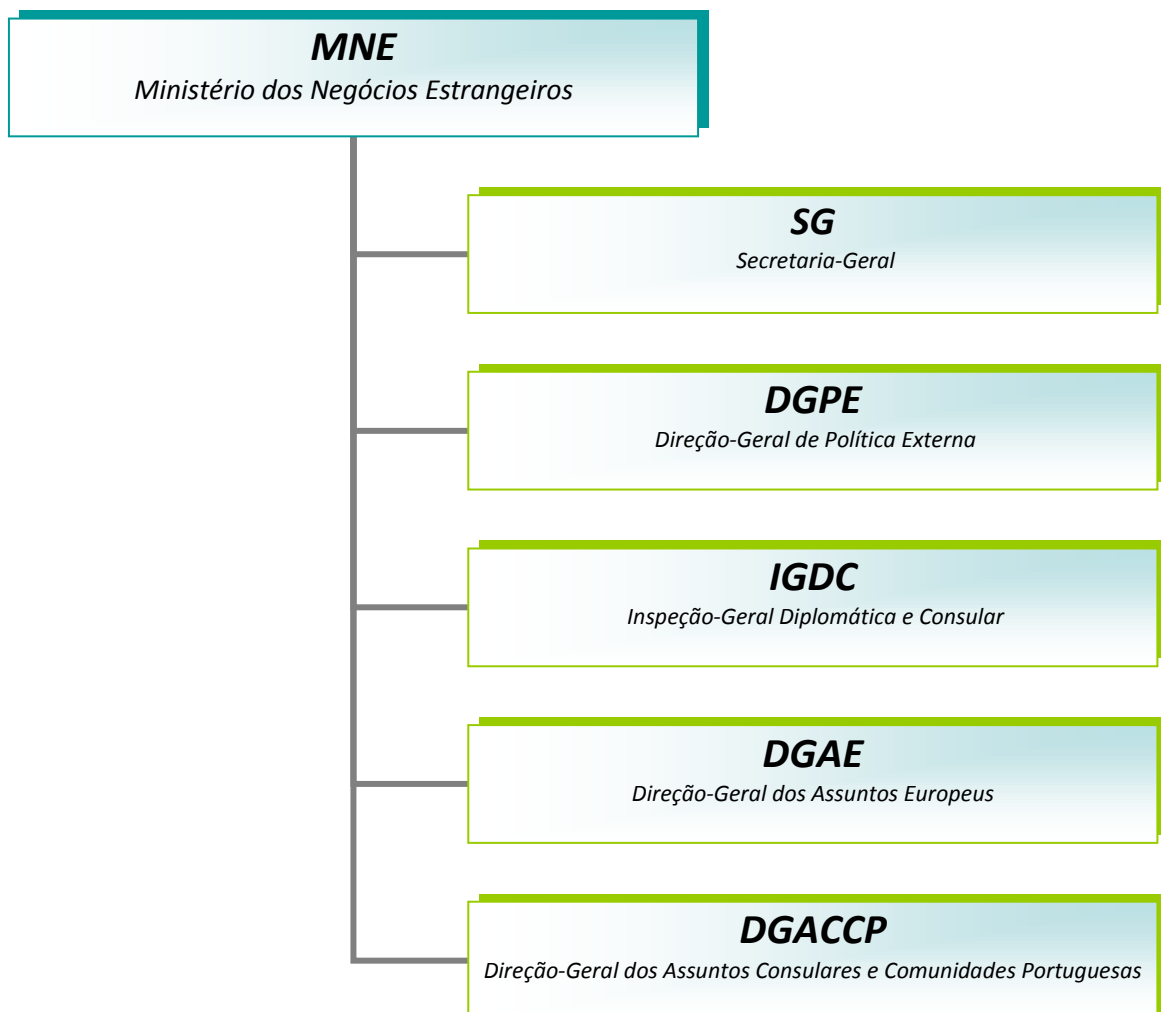 MNE
Ministério dos Negócios Estrangeiros
SG
Secretaria-Geral
DGPE
Direção-Geral de Política Externa
IGDC
Inspeção-Geral Diplomática e Consular
DGAE
Direção-Geral dos Assuntos Europeus
DGACCP
Direção-Geral dos Assuntos Consulares e Comunidades Portuguesas